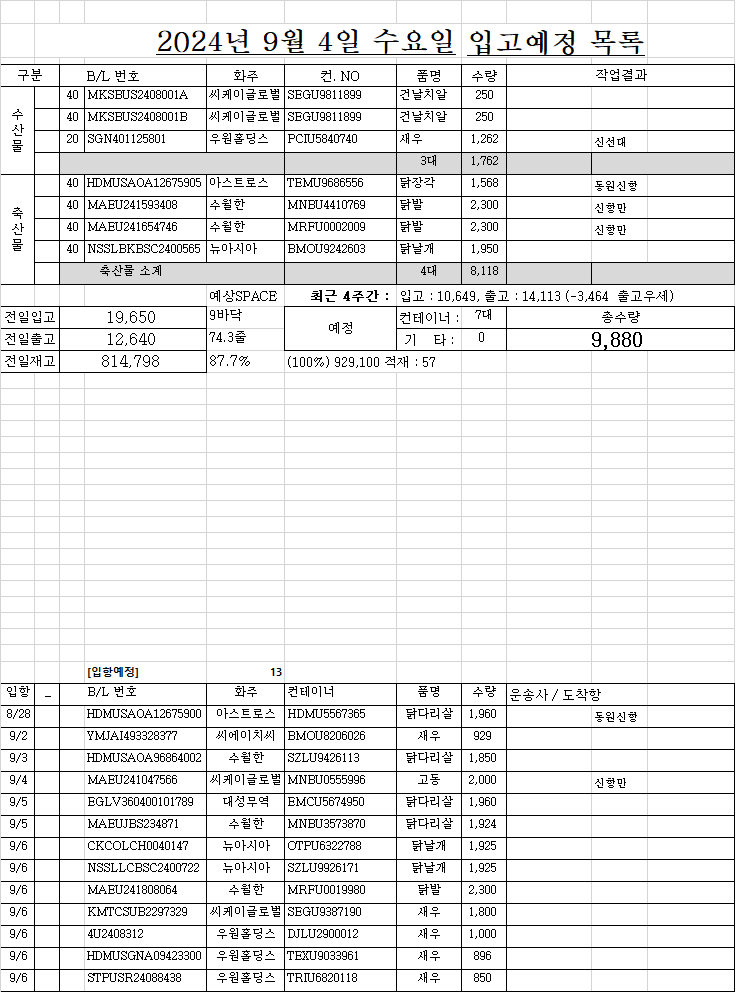 2024년 9월 4일 수요일 입고예정 목록
구분 B/L 번호 화주 컨. NO 품명 수량 작업결과
수산물
40 MKSBUS2408001A 씨케이글로벌 SEGU9811899 건날치알 250
40 MKSBUS2408001B 씨케이글로벌 SEGU9811899 건날치알 250
20 SGN401125801 우원홀딩스 PCIU5840740 새우 1,262 신선대
3대 1,762
축산물
40 HDMUSAOA12675905 아스트로스 TEMU9686556 닭장각 1,568 동원신항
40 MAEU241593408 수월한 MNBU4410769 닭발 2,300 신항만
40 MAEU241654746 수월한 MRFU0002009 닭발 2,300 신항만
40 NSSLBKBSC2400565 뉴아시아 BMOU9242603 닭날개 1,950
축산물 소계 4대 8,118
예상SPACE 최근 4주간 : 입고 : 10,649, 출고 : 14,113 (-3,464 출고우세)
전일입고 19,650 9바닥 예정 컨테이너 : 7대 총수량
전일출고 12,640 74.3줄 기 타 : 0 9,880
전일재고 814,798 87.7% (100%) 929,100 적재 : 57
[입항예정] 13
입항 _ B/L 번호 화주 컨테이너 품명 수량 운송사 / 도착항
8/28 HDMUSAOA12675900 아스트로스 HDMU5567365 닭다리살 1,960 동원신항
9/2 YMJAI493328377 씨에이치씨 BMOU8206026 새우 929
9/3 HDMUSAOA96864002 수월한 SZLU9426113 닭다리살 1,850
9/4 MAEU241047566 씨케이글로벌 MNBU0555996 고동 2,000 신항만
9/5 EGLV360400101789 대성무역 EMCU5674950 닭다리살 1,960
9/5 MAEUJBS234871 수월한 MNBU3573870 닭다리살 1,924
9/6 CKCOLCH0040147 뉴아시아 OTPU6322788 닭날개 1,925
9/6 NSSLLCBSC2400722 뉴아시아 SZLU9926171 닭날개 1,925
9/6 MAEU241808064 수월한 MRFU0019980 닭발 2,300
9/6 KMTCSUB2297329 씨케이글로벌 SEGU9387190 새우 1,800
9/6 4U2408312 우원홀딩스 DJLU2900012 새우 1,000
9/6 HDMUSGNA09423300 우원홀딩스 TEXU9033961 새우 896
9/6 STPUSR24088438 우원홀딩스 TRIU6820118 새우 850